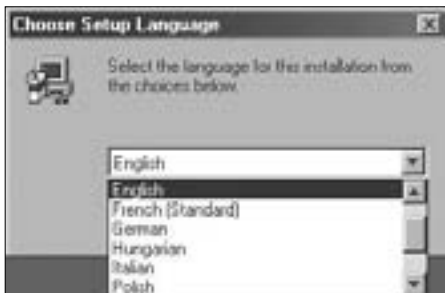 Choose Setup Language
Select the language for this installation from
the choices below.
English
English
French (Standard)
German
Hungarian
Italian
Polish